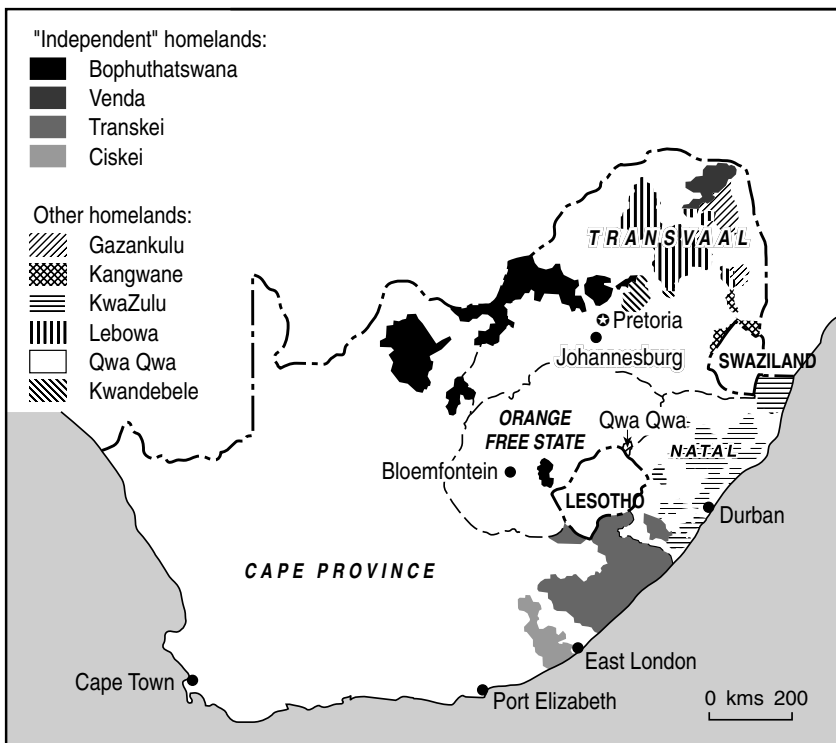 "Independent" homelands:
Bophuthatswana
Venda
Transkei
Ciskei
Other homelands:
Gazankulu
Kangwane
KwaZulu
Lebowa
Qwa Qwa
Kwandebele
TRANSVAAL
Pretoria
Johannesburg
SWAZILAND
ORANGE
FREE STATE
Qwa Qwa
NATAL
Bloemfontein
LESOTHO
Durban
CAPE PROVINCE
East London
Cape Town
Port Elizabeth
0 kms 200